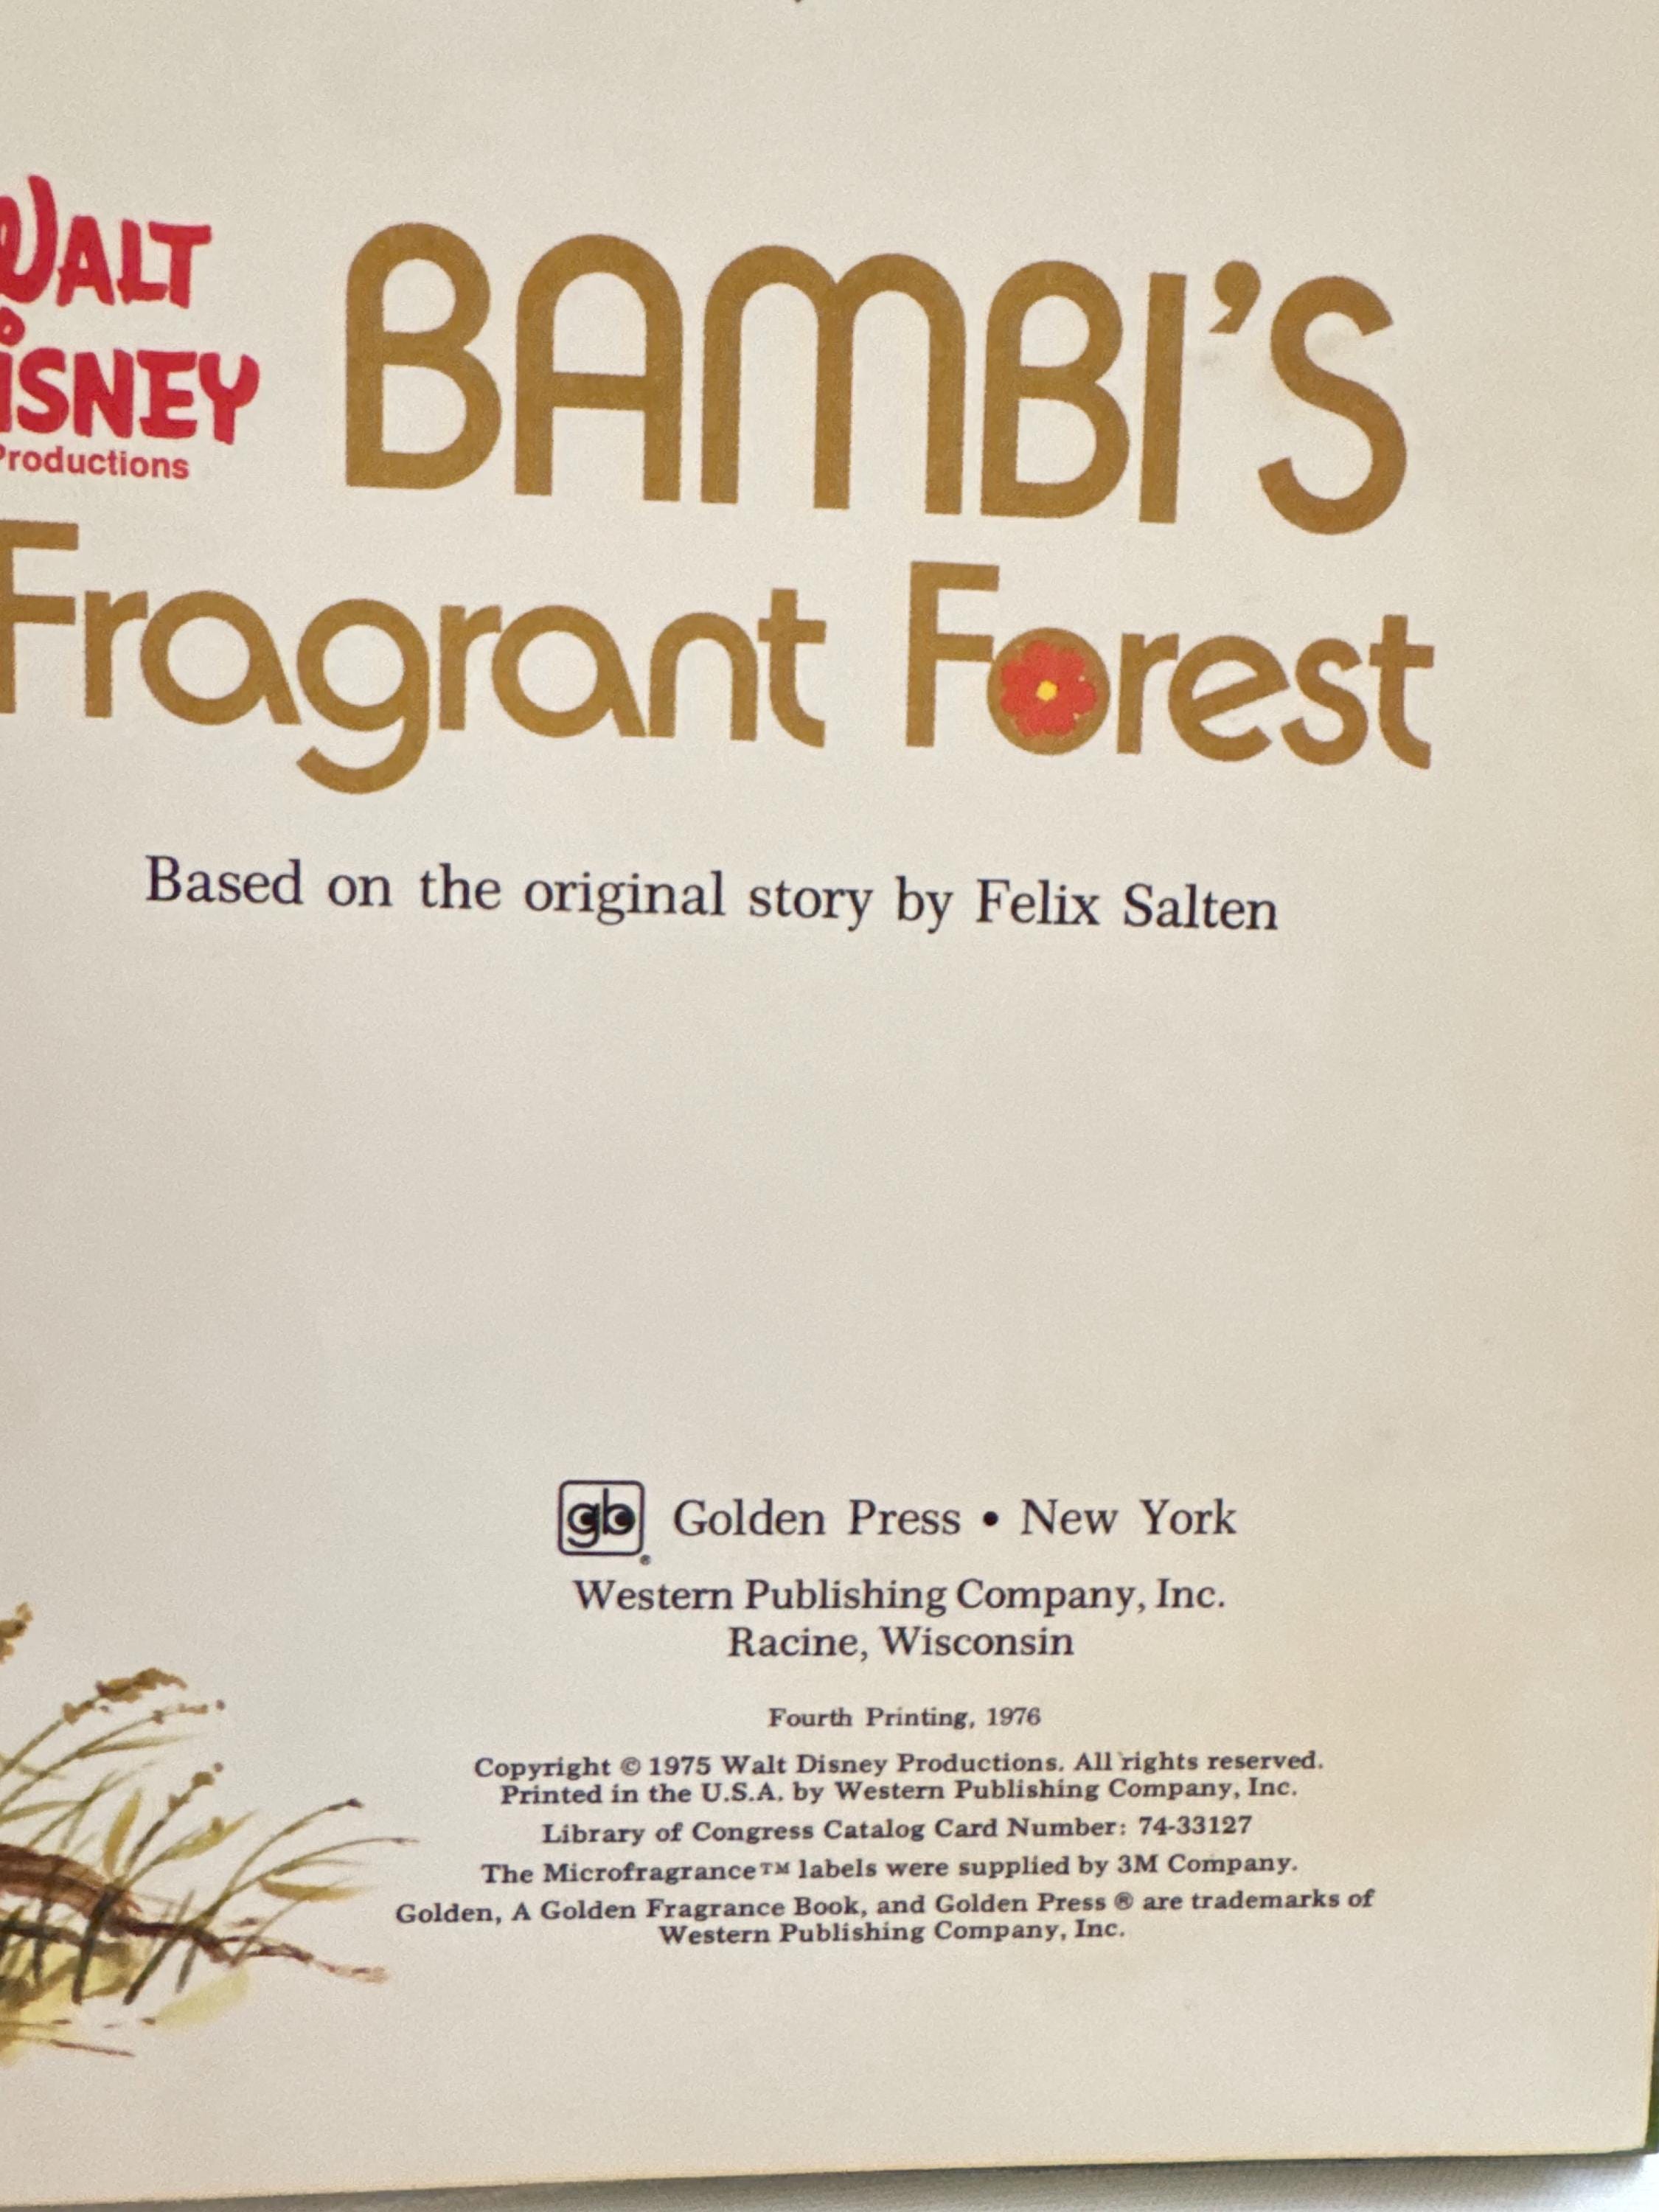 WALT
DISNEY
Productions
BAMBI'S
Fragrant Forest
Based on the original story by Felix Salten
gb® Golden Press • New York
Western Publishing Company, Inc.
Racine, Wisconsin
Fourth Printing, 1976
Copyright © 1975 Walt Disney Productions. All rights reserved.
Printed in the U.S.A. by Western Publishing Company, Inc.
Library of Congress Catalog Card Number: 74-33127
The Microfragrance™ labels were supplied by 3M Company.
Golden, A Golden Fragrance Book, and Golden Press ® are trademarks of
Western Publishing Company, Inc.